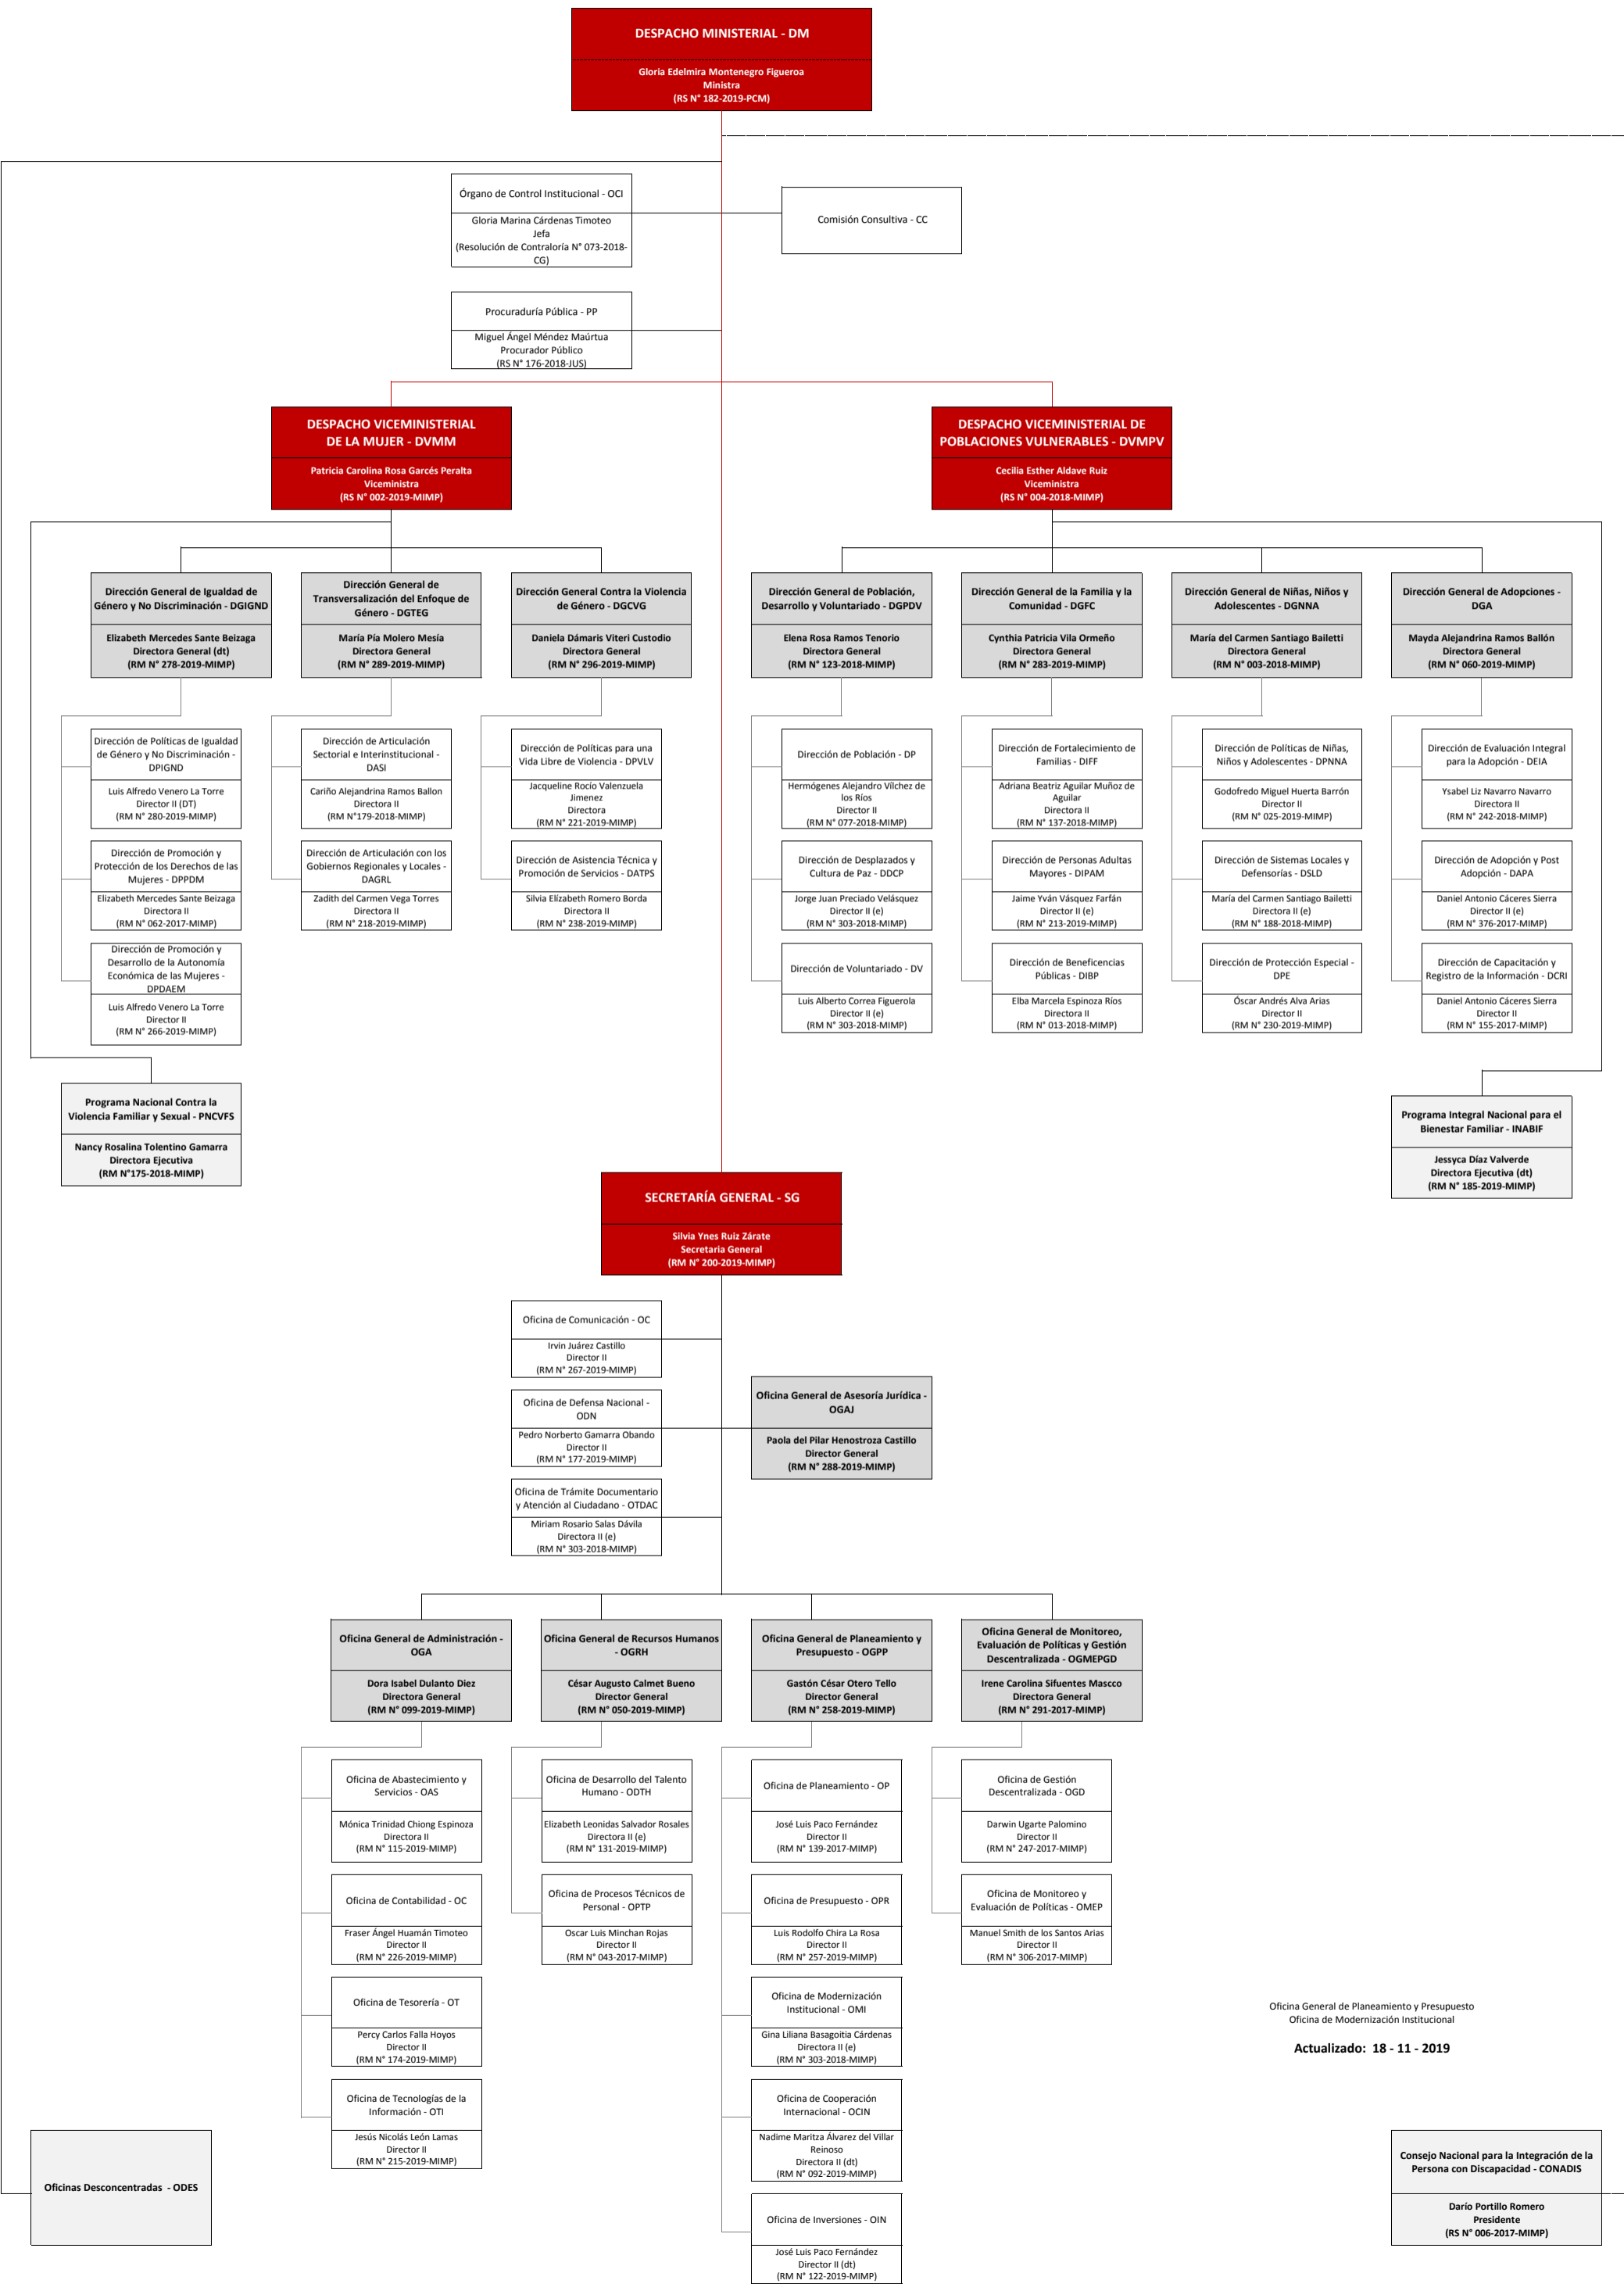 DESPACHO MINISTERIAL - DM
Gloria Edelmira Montenegro Figueroa
Ministra
(RS N° 182-2019-PCM)
Órgano de Control Institucional - OCI
Gloria Marina Cárdenas Timoteo
Jefa
(Resolución de Contraloría N° 073-2018-
CG)
Comisión Consultiva - CC
Procuraduría Pública - PP
Miguel Ángel Méndez Maúrtua
Procurador Público
(RS N° 176-2018-JUS)
DESPACHO VICEMINISTERIAL
DE LA MUJER - DVMM
Patricia Carolina Rosa Garcés Peralta
Viceministra
(RS N° 002-2019-MIMP)
DESPACHO VICEMINISTERIAL DE
POBLACIONES VULNERABLES - DVMPV
Cecilia Esther Aldave Ruiz
Viceministra
(RS N° 004-2018-MIMP)
Dirección General de Igualdad de
Género y No Discriminación - DGIGND
Elizabeth Mercedes Sante Beizaga
Directora General (dt)
(RM N° 278-2019-MIMP)
Dirección General de
Transversalización del Enfoque de
Género - DGTEG
María Pía Molero Mesía
Directora General
(RM N° 289-2019-MIMP)
Dirección General Contra la Violencia
de Género - DGCVG
Daniela Dámaris Viteri Custodio
Directora General
(RM N° 296-2019-MIMP)
Dirección General de Población,
Desarrollo y Voluntariado - DGPDV
Elena Rosa Ramos Tenorio
Directora General
(RM N° 123-2018-MIMP)
Dirección General de la Familia y la
Comunidad - DGFC
Cynthia Patricia Vila Ormeño
Directora General
(RM N° 283-2019-MIMP)
Dirección General de Niñas, Niños y
Adolescentes - DGNNA
María del Carmen Santiago Bailetti
Directora General
(RM N° 003-2018-MIMP)
Dirección General de Adopciones -
DGA
Mayda Alejandrina Ramos Ballón
Directora General
(RM N° 060-2019-MIMP)
Dirección de Políticas de Igualdad
de Género y No Discriminación -
DPIGND
Luis Alfredo Venero La Torre
Director II (DT)
(RM N° 280-2019-MIMP)
Dirección de Articulación
Sectorial e Interinstitucional -
DASI
Cariño Alejandrina Ramos Ballon
Directora II
(RM N°179-2018-MIMP)
Dirección de Políticas para una
Vida Libre de Violencia - DPVLV
Jacqueline Rocío Valenzuela
Jimenez
Directora
(RM N° 221-2019-MIMP)
Dirección de Población - DP
Hermógenes Alejandro Vílchez de
los Ríos
Director II
(RM N° 077-2018-MIMP)
Dirección de Fortalecimiento de
Familias - DIFF
Adriana Beatriz Aguilar Muñoz de
Aguilar
Directora II
(RM N° 137-2018-MIMP)
Dirección de Políticas de Niñas,
Niños y Adolescentes - DPNNA
Godofredo Miguel Huerta Barrón
Director II
(RM N° 025-2019-MIMP)
Dirección de Evaluación Integral
para la Adopción - DEIA
Ysabel Liz Navarro Navarro
Directora II
(RM N° 242-2018-MIMP)
Dirección de Promoción y
Protección de los Derechos de las
Mujeres - DPPDM
Elizabeth Mercedes Sante Beizaga
Directora II
(RM N° 062-2017-MIMP)
Dirección de Articulación con los
Gobiernos Regionales y Locales -
DAGRL
Zadith del Carmen Vega Torres
Directora II
(RM N° 218-2019-MIMP)
Dirección de Asistencia Técnica y
Promoción de Servicios - DATPS
Silvia Elízabeth Romero Borda
Directora II
(RM N° 238-2019-MIMP)
Dirección de Desplazados y
Cultura de Paz - DDCP
Jorge Juan Preciado Velásquez
Director II (e)
(RM N° 303-2018-MIMP)
Dirección de Personas Adultas
Mayores - DIPAM
Jaime Yván Vásquez Farfán
Director II (e)
(RM N° 213-2019-MIMP)
Dirección de Sistemas Locales y
Defensorías - DSLD
María del Carmen Santiago Bailetti
Directora II (e)
(RM N° 188-2018-MIMP)
Dirección de Adopción y Post
Adopción - DAPA
Daniel Antonio Cáceres Sierra
Director II (e)
(RM N° 376-2017-MIMP)
Dirección de Promoción y
Desarrollo de la Autonomía
Económica de las Mujeres -
DPDAEM
Luis Alfredo Venero La Torre
Director II
(RM N° 266-2019-MIMP)
Dirección de Voluntariado - DV
Luis Alberto Correa Figuerola
Director II (e)
(RM N° 303-2018-MIMP)
Dirección de Beneficencias
Públicas - DIBP
Elba Marcela Espinoza Ríos
Directora II
(RM N° 013-2018-MIMP)
Dirección de Protección Especial -
DPE
Óscar Andrés Alva Arias
Director II
(RM N° 230-2019-MIMP)
Dirección de Capacitación y
Registro de la Información - DCRI
Daniel Antonio Cáceres Sierra
Director II
(RM N° 155-2017-MIMP)
Programa Nacional Contra la
Violencia Familiar y Sexual - PNCVFS
Nancy Rosalina Tolentino Gamarra
Directora Ejecutiva
(RM N°175-2018-MIMP)
Programa Integral Nacional para el
Bienestar Familiar - INABIF
Jessyca Díaz Valverde
Directora Ejecutiva (dt)
(RM N° 185-2019-MIMP)
SECRETARÍA GENERAL - SG
Silvia Ynes Ruiz Zárate
Secretaria General
(RM N° 200-2019-MIMP)
Oficina de Comunicación - OC
Irvin Juárez Castillo
Director II
(RM N° 267-2019-MIMP)
Oficina de Defensa Nacional -
ODN
Pedro Norberto Gamarra Obando
Director II
(RM N° 177-2019-MIMP)
Oficina General de Asesoría Jurídica -
OGAJ
Paola del Pilar Henostroza Castillo
Director General
(RM N° 288-2019-MIMP)
Oficina de Trámite Documentario
y Atención al Ciudadano - OTDAC
Miriam Rosario Salas Dávila
Directora II (e)
(RM N° 303-2018-MIMP)
Oficina General de Administración -
OGA
Dora Isabel Dulanto Diez
Directora General
(RM N° 099-2019-MIMP)
Oficina General de Recursos Humanos
- OGRH
César Augusto Calmet Bueno
Director General
(RM N° 050-2019-MIMP)
Oficina General de Planeamiento y
Presupuesto - OGPP
Gastón César Otero Tello
Director General
(RM N° 258-2019-MIMP)
Oficina General de Monitoreo,
Evaluación de Políticas y Gestión
Descentralizada - OGMEPGD
Irene Carolina Sifuentes Mascco
Directora General
(RM N° 291-2017-MIMP)
Oficina de Abastecimiento y
Servicios - OAS
Mónica Trinidad Chiong Espinoza
Directora II
(RM N° 115-2019-MIMP)
Oficina de Desarrollo del Talento
Humano - ODTH
Elizabeth Leonidas Salvador Rosales
Directora II (e)
(RM N° 131-2019-MIMP)
Oficina de Planeamiento - OP
José Luis Paco Fernández
Director II
(RM N° 139-2017-MIMP)
Oficina de Gestión
Descentralizada - OGD
Darwin Ugarte Palomino
Director II
(RM N° 247-2017-MIMP)
Oficina de Contabilidad - OC
Fraser Ángel Huamán Timoteo
Director II
(RM N° 226-2019-MIMP)
Oficina de Procesos Técnicos de
Personal - OPTP
Oscar Luis Minchan Rojas
Director II
(RM N° 043-2017-MIMP)
Oficina de Presupuesto - OPR
Luis Rodolfo Chira La Rosa
Director II
(RM N° 257-2019-MIMP)
Oficina de Monitoreo y
Evaluación de Políticas - OMEP
Manuel Smith de los Santos Arias
Director II
(RM N° 306-2017-MIMP)
Oficina de Tesorería - OT
Percy Carlos Falla Hoyos
Director II
(RM N° 174-2019-MIMP)
Oficina de Modernización
Institucional - OMI
Gina Liliana Basagoitia Cárdenas
Directora II (e)
(RM N° 303-2018-MIMP)
Oficina General de Planeamiento y Presupuesto
Oficina de Modernización Institucional
Actualizado: 18 - 11 - 2019
Oficina de Tecnologías de la
Información - OTI
Jesús Nicolás León Lamas
Director II
(RM N° 215-2019-MIMP)
Oficina de Cooperación
Internacional - OCIN
Nadime Maritza Álvarez del Villar
Reinoso
Directora II (dt)
(RM N° 092-2019-MIMP)
Oficinas Desconcentradas - ODES
Consejo Nacional para la Integración de la
Persona con Discapacidad - CONADIS
Darío Portillo Romero
Presidente
(RS N° 006-2017-MIMP)
Oficina de Inversiones - OIN
José Luis Paco Fernández
Director II (dt)
(RM N° 122-2019-MIMP)